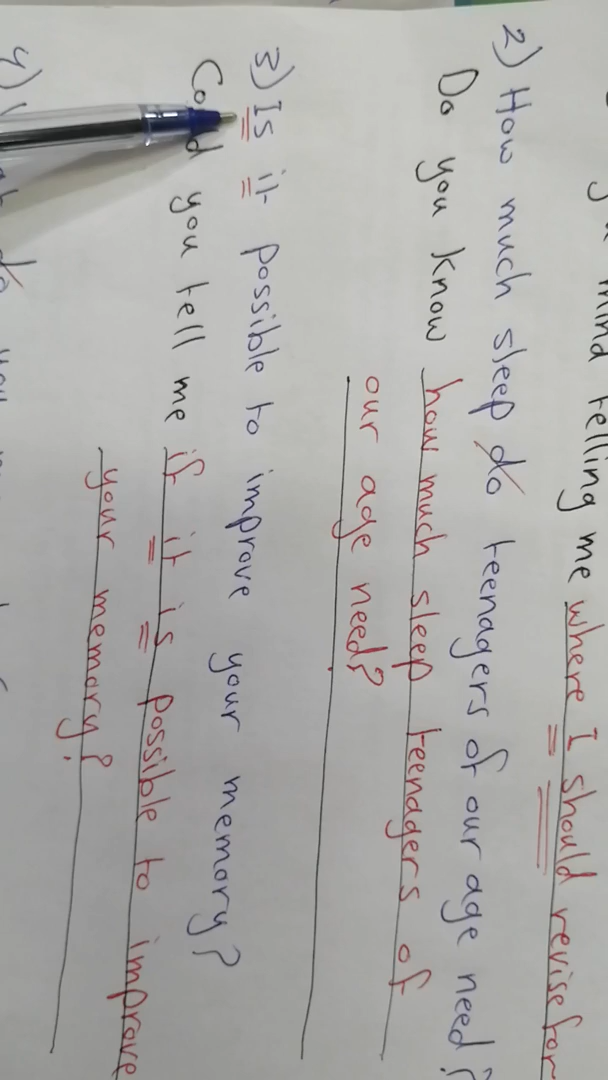 mind telling me where I should revise for
2) How much sleep do teenagers of our age need?
Do you know how much sleep teenagers of
our age need?
3) Is it possible to improve your memory?
you tell me if it is possible to improve
your memory?
4)